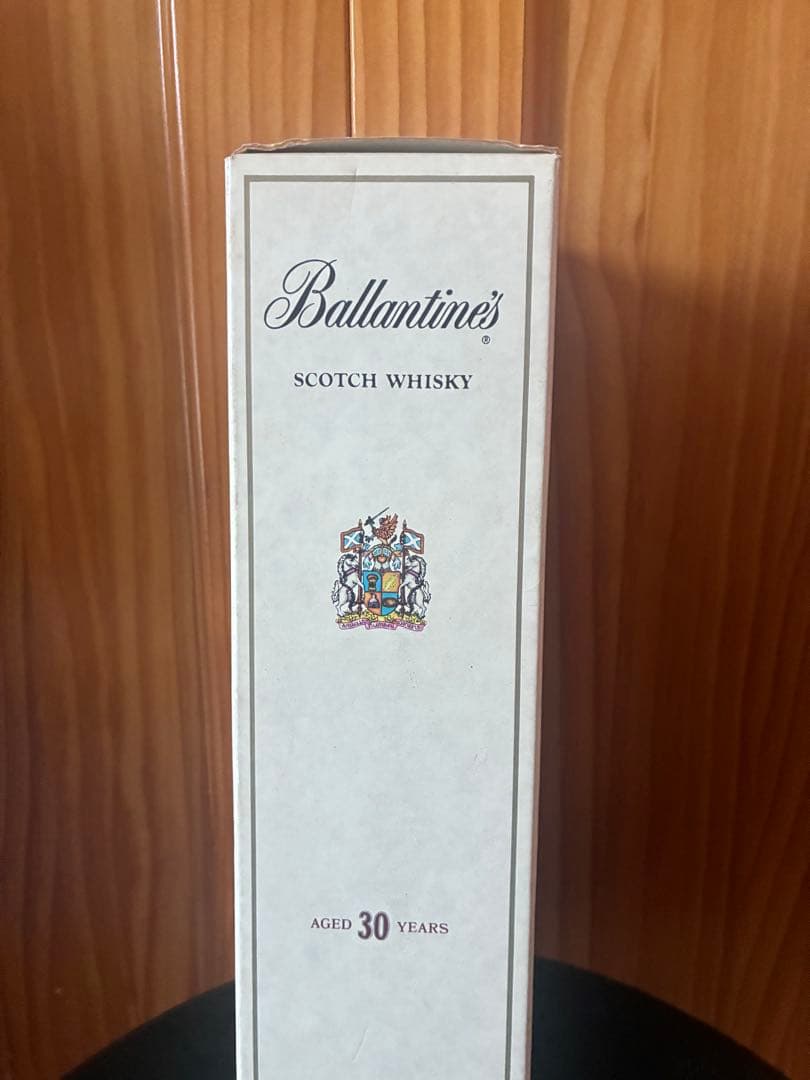 Ballantine's
®
SCOTCH WHISKY
AGED 30 YEARS